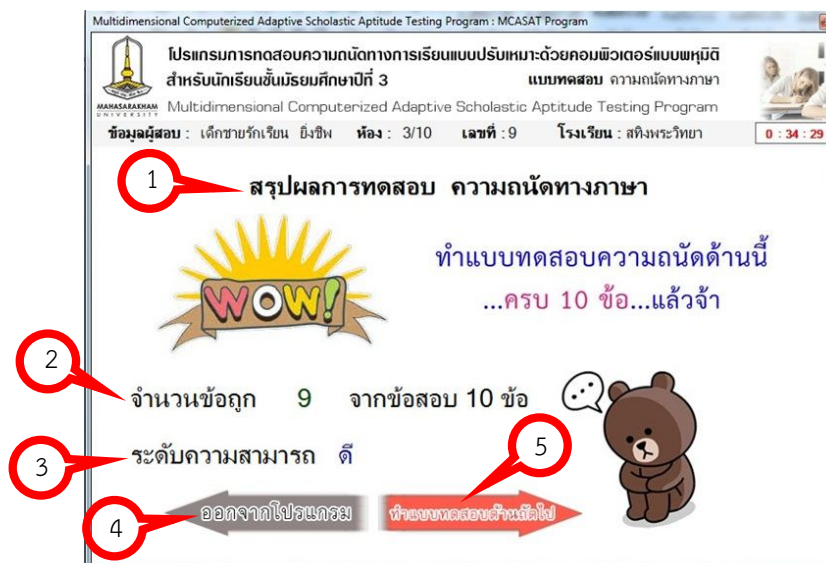 Multidimensional Computerized Adaptive Scholastic Aptitude Testing Program : MCASAT Program
โปรแกรมการทดสอบความถนัดทางการเรียนแบบปรับเหมาะด้วยคอมพิวเตอร์แบบพหุมิติ
สำหรับนักเรียนชั้นมัธยมศึกษาปีที่ 3 แบบทดสอบ ความถนัดทางภาษา
MAHASARAKHAM
UNIVERSITY
Multidimensional Computerized Adaptive Scholastic Aptitude Testing Program
ข้อมูลผู้สอบ : เด็กชายรักเรียน ยิ่งชีพ ห้อง : 3/10 เลขที่ : 9 โรงเรียน : สทิงพระวิทยา 0 : 34 : 29
1 สรุปผลการทดสอบ ความถนัดทางภาษา
WOW!
ทำแบบทดสอบความถนัดด้านนี้
...ครบ 10 ข้อ...แล้วจ้า
2 จำนวนข้อถูก 9 จากข้อสอบ 10 ข้อ
3 ระดับความสามารถ ดี
4 ออกจากโปรแกรม
5 ทำแบบทดสอบด้านถัดไป